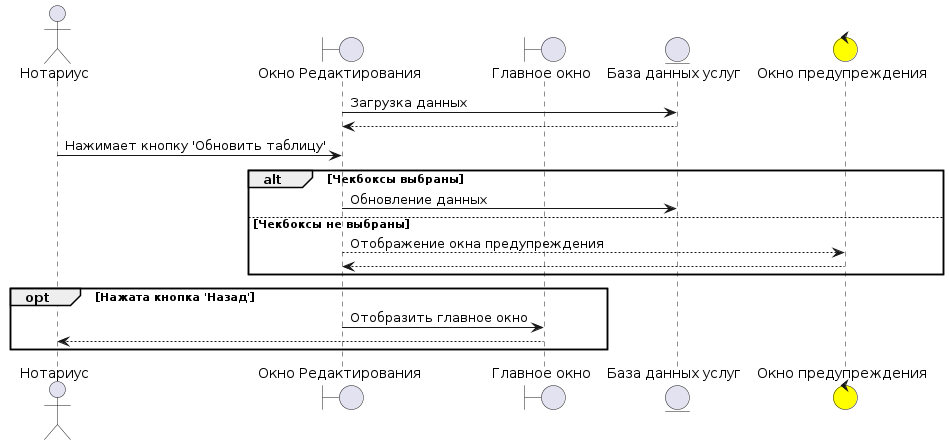 Нотариус
Окно Редактирования
Главное окно
База данных услуг
Окно предупреждения
Загрузка данных
Нажимает кнопку 'Обновить таблицу'
alt
[Чекбоксы выбраны]
Обновление данных
[Чекбоксы не выбраны]
Отображение окна предупреждения
opt
[Нажата кнопка 'Назад']
Отобразить главное окно
Нотариус
Окно Редактирования
Главное окно
База данных услуг
Окно предупреждения